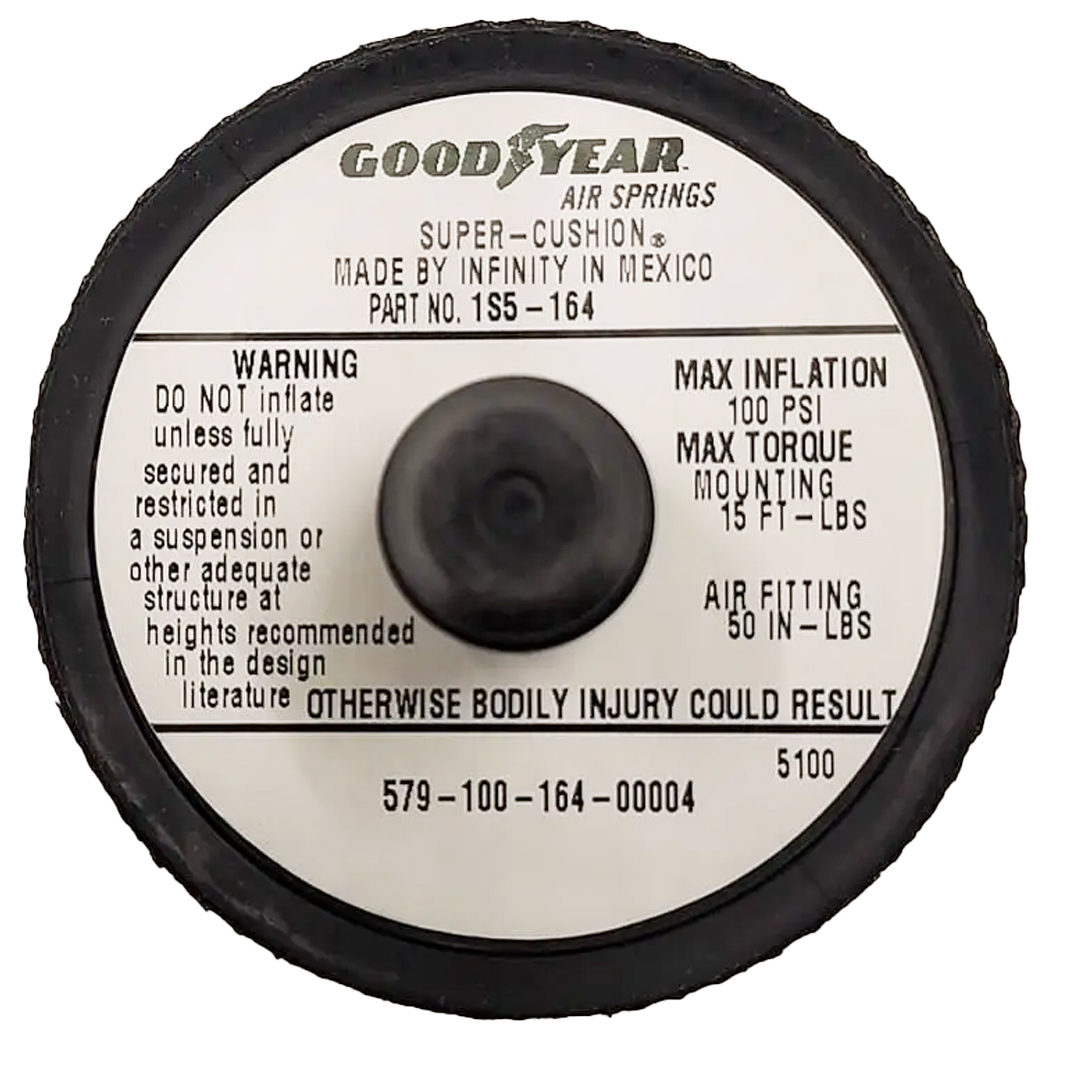 GOODYEAR
AIR SPRINGS
SUPER-CUSHION®
MADE BY INFINITY IN MEXICO
PART NO. 1S5-164
WARNING
DO NOT inflate
unless fully
secured and
restricted in
a suspension or
other adequate
structure at
heights recommended
in the design
literature OTHERWISE BODILY INJURY COULD RESULT
MAX INFLATION
100 PSI
MAX TORQUE
MOUNTING
15 FT-LBS
AIR FITTING
50 IN-LBS
5100
579-100-164-00004